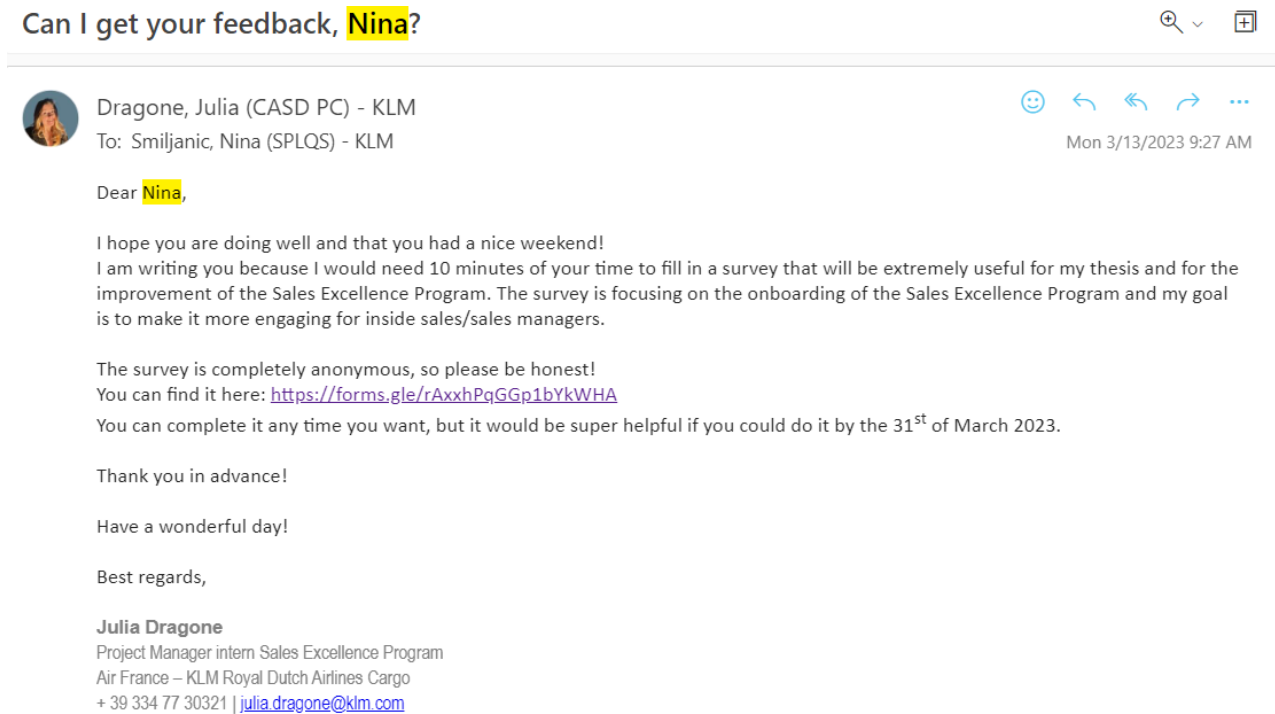 Can I get your feedback, Nina?
Dragone, Julia (CASD PC) - KLM
To: Smiljanic, Nina (SPLQS) - KLM
Mon 3/13/2023 9:27 AM
Dear Nina,
I hope you are doing well and that you had a nice weekend!
I am writing you because I would need 10 minutes of your time to fill in a survey that will be extremely useful for my thesis and for the
improvement of the Sales Excellence Program. The survey is focusing on the onboarding of the Sales Excellence Program and my goal
is to make it more engaging for inside sales/sales managers.
The survey is completely anonymous, so please be honest!
You can find it here: https://forms.gle/rAxxhPqGGp1bYkWHA
You can complete it any time you want, but it would be super helpful if you could do it by the 31st of March 2023.
Thank you in advance!
Have a wonderful day!
Best regards,
Julia Dragone
Project Manager intern Sales Excellence Program
Air France – KLM Royal Dutch Airlines Cargo
+ 39 334 77 30321 | julia.dragone@klm.com